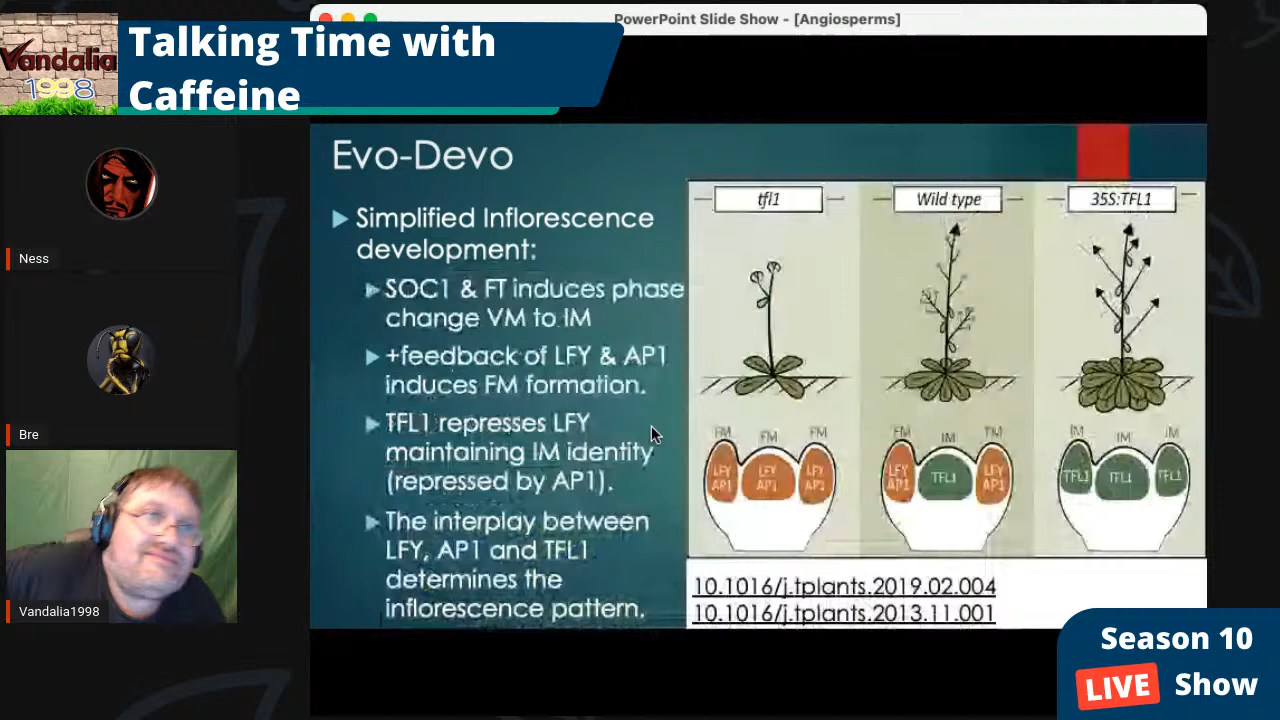 PowerPoint Slide Show - [Angiosperms]
Vandalia
1998
Talking Time with
Caffeine
Ness
Bre
Vandalia1998
Evo-Devo
Simplified Inflorescence
development:
SOC1 & FT induces phase
change VM to IM
+feedback of LFY & AP1
induces FM formation.
TFL1 represses LFY
maintaining IM identity
(repressed by AP1).
The interplay between
LFY, AP1 and TFL1
determines the
inflorescence pattern.
tfl1
Wild type
35S:TFL1
FM FM FM
LFY AP1 LFY AP1 LFY AP1
FM IM FM
LFY AP1 TFL1 LFY AP1
IM IM IM
TFL1 TFL1 TFL1
10.1016/j.tplants.2019.02.004
10.1016/j.tplants.2013.11.001
Season 10
LIVE Show